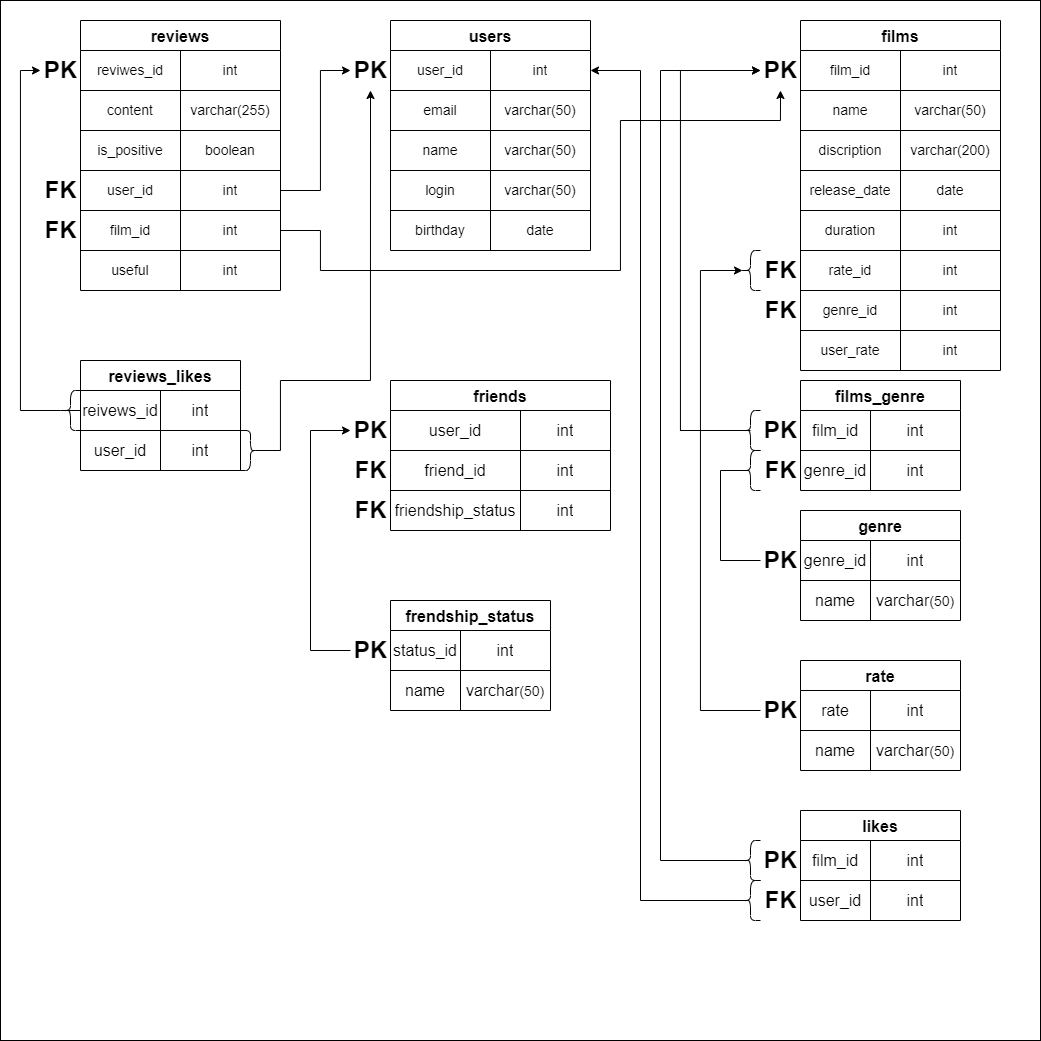 reviews
PK reviwes_id int
content varchar(255)
is_positive boolean
FK user_id int
FK film_id int
useful int
users
PK user_id int
email varchar(50)
name varchar(50)
login varchar(50)
birthday date
films
PK film_id int
name varchar(50)
discription varchar(200)
release_date date
duration int
FK rate_id int
FK genre_id int
user_rate int
reviews_likes
reivews_id int
user_id int
friends
PK user_id int
FK friend_id int
FK friendship_status int
films_genre
PK film_id int
FK genre_id int
genre
PK genre_id int
name varchar(50)
frendship_status
PK status_id int
name varchar(50)
rate
PK rate int
name varchar(50)
likes
PK film_id int
FK user_id int